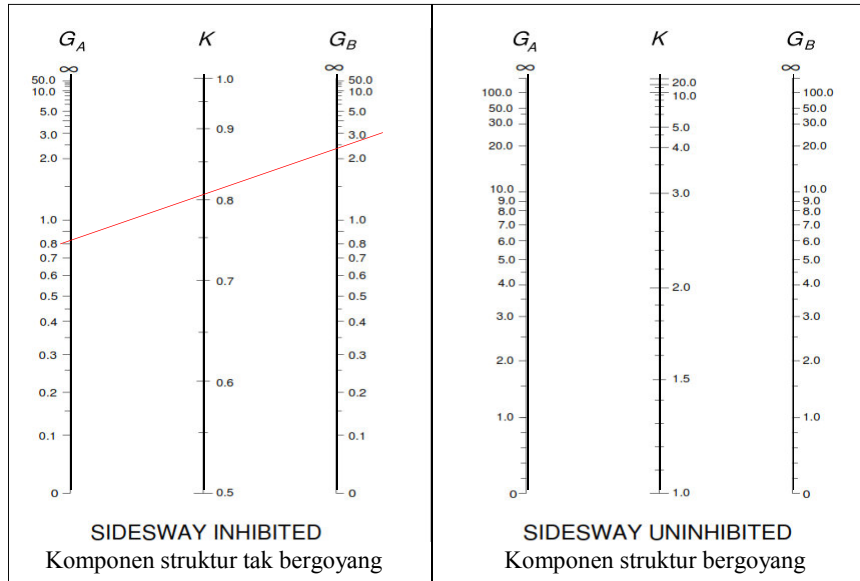 G_A K G_B
∞ ∞
50.0 1.0 50.0
10.0 10.0
5.0 0.9 5.0
3.0 3.0
2.0 2.0
0.8
1.0 1.0
0.8 0.8
0.7 0.7
0.6 0.7 0.6
0.5 0.5
0.4 0.4
0.3 0.3
0.6
0.2 0.2
0.1 0.1
0 0.5 0
SIDESWAY INHIBITED
Komponen struktur tak bergoyang
G_A K G_B
∞ ∞
20.0
100.0 10.0 100.0
50.0 50.0
30.0 5.0 30.0
20.0 4.0 20.0
10.0 3.0 10.0
9.0 9.0
8.0 8.0
7.0 7.0
6.0 6.0
5.0 5.0
4.0 2.0 4.0
3.0 3.0
2.0 2.0
1.5
1.0 1.0
0 1.0 0
SIDESWAY UNINHIBITED
Komponen struktur bergoyang